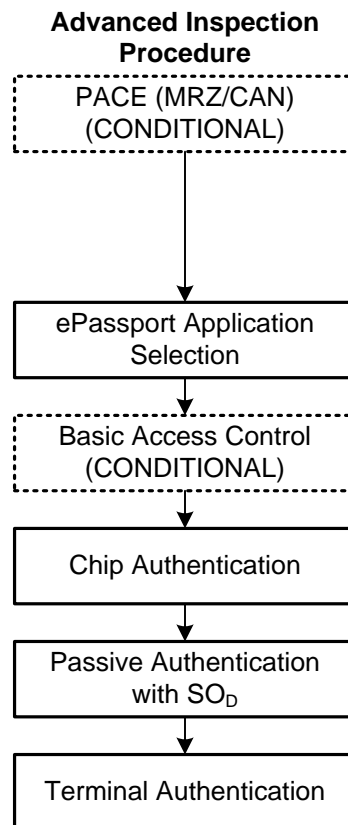 Advanced Inspection
Procedure
PACE (MRZ/CAN)
(CONDITIONAL)
ePassport Application
Selection
Basic Access Control
(CONDITIONAL)
Chip Authentication
Passive Authentication
with SOD
Terminal Authentication